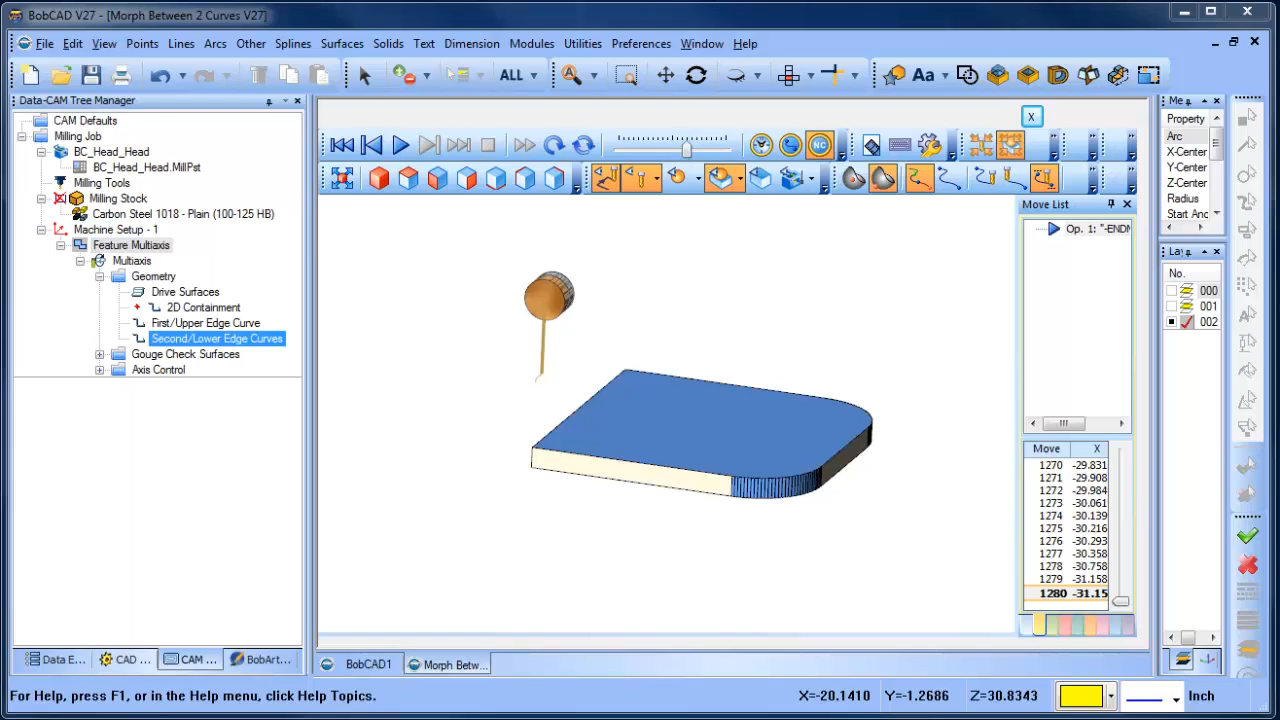 BobCAD V27 - [Morph Between 2 Curves V27]
File Edit View Points Lines Arcs Other Splines Surfaces Solids Text Dimension Modules Utilities Preferences Window Help
ALL
Aa
Data-CAM Tree Manager
CAM Defaults
Milling Job
BC_Head_Head
BC_Head_Head.MillPst
Milling Tools
Milling Stock
Carbon Steel 1018 - Plain (100-125 HB)
Machine Setup - 1
Feature Multiaxis
Multiaxis
Geometry
Drive Surfaces
2D Containment
First/Upper Edge Curve
Second/Lower Edge Curves
Gouge Check Surfaces
Axis Control
Data E... CAD ... CAM ... BobArt...
X
NC
Move List
Op. 1: "-ENDM
Move X
1270 -29.831
1271 -29.908
1272 -29.984
1273 -30.061
1274 -30.139
1275 -30.216
1276 -30.293
1277 -30.358
1278 -30.758
1279 -31.158
1280 -31.15
BobCAD1 Morph Betw...
Me
Property
Arc
X-Center
Y-Center
Z-Center
Radius
Start Anc
La
No.
000
001
002
For Help, press F1, or in the Help menu, click Help Topics.
X=-20.1410 Y=-1.2686 Z=30.8343 Inch